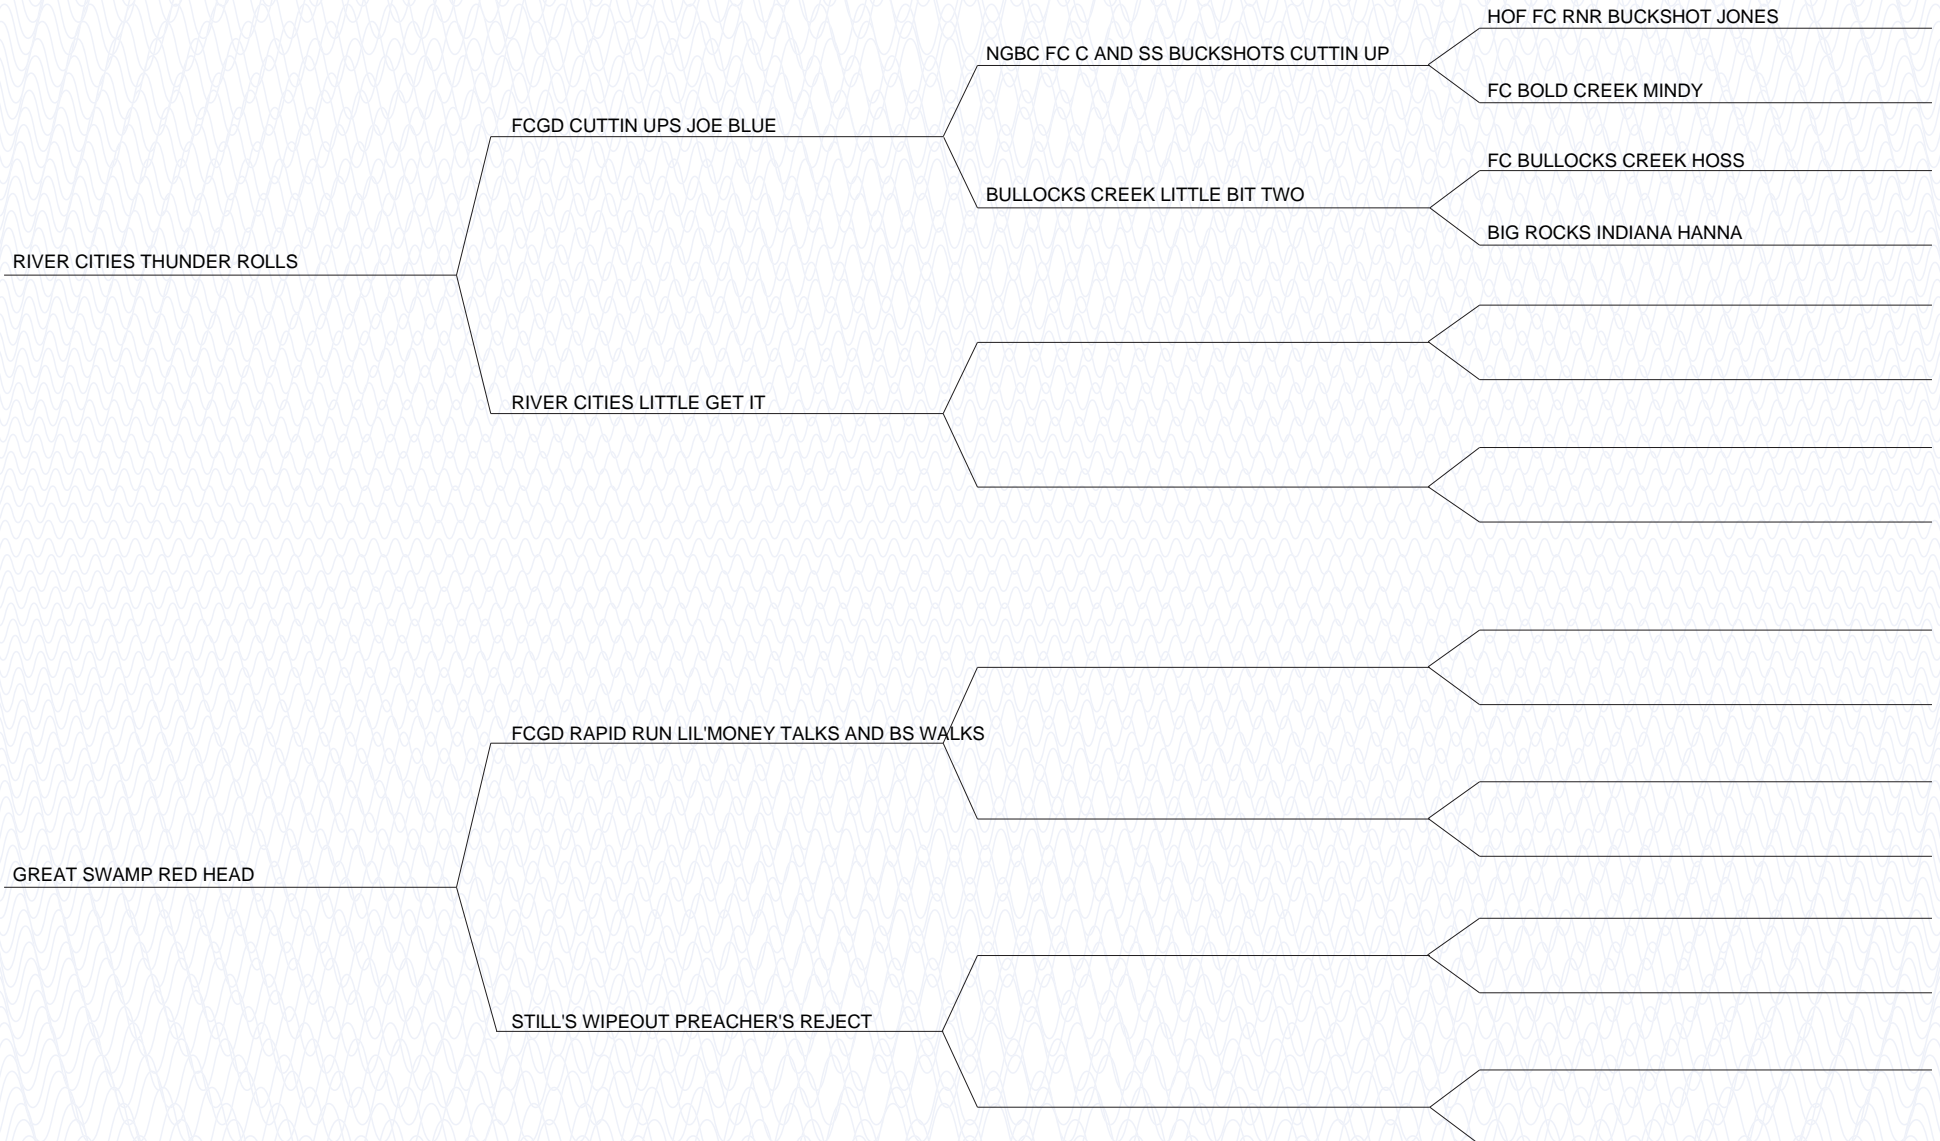 HOF FC RNR BUCKSHOT JONES
NGBC FC C AND SS BUCKSHOTS CUTTIN UP
FC BOLD CREEK MINDY
FCGD CUTTIN UPS JOE BLUE
FC BULLOCKS CREEK HOSS
BULLOCKS CREEK LITTLE BIT TWO
BIG ROCKS INDIANA HANNA
RIVER CITIES THUNDER ROLLS
RIVER CITIES LITTLE GET IT
FCGD RAPID RUN LIL'MONEY TALKS AND BS WALKS
GREAT SWAMP RED HEAD
STILL'S WIPEOUT PREACHER'S REJECT